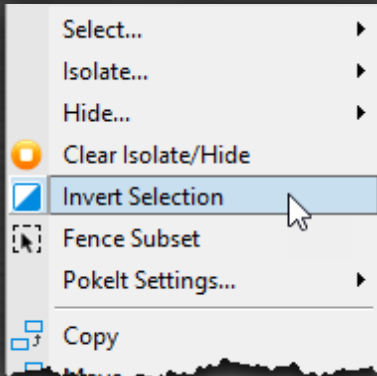 Select...
Isolate...
Hide...
Clear Isolate/Hide
Invert Selection
Fence Subset
PokeIt Settings...
Copy